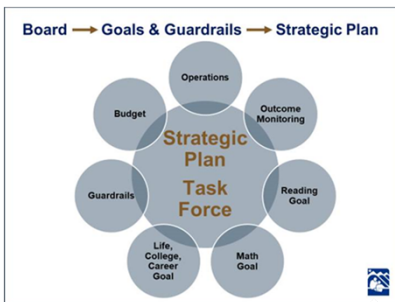 Board → Goals & Guardrails → Strategic Plan
Operations
Outcome
Monitoring
Reading
Goal
Math
Goal
Life,
College,
Career
Goal
Guardrails
Budget
Strategic
Plan
Task
Force